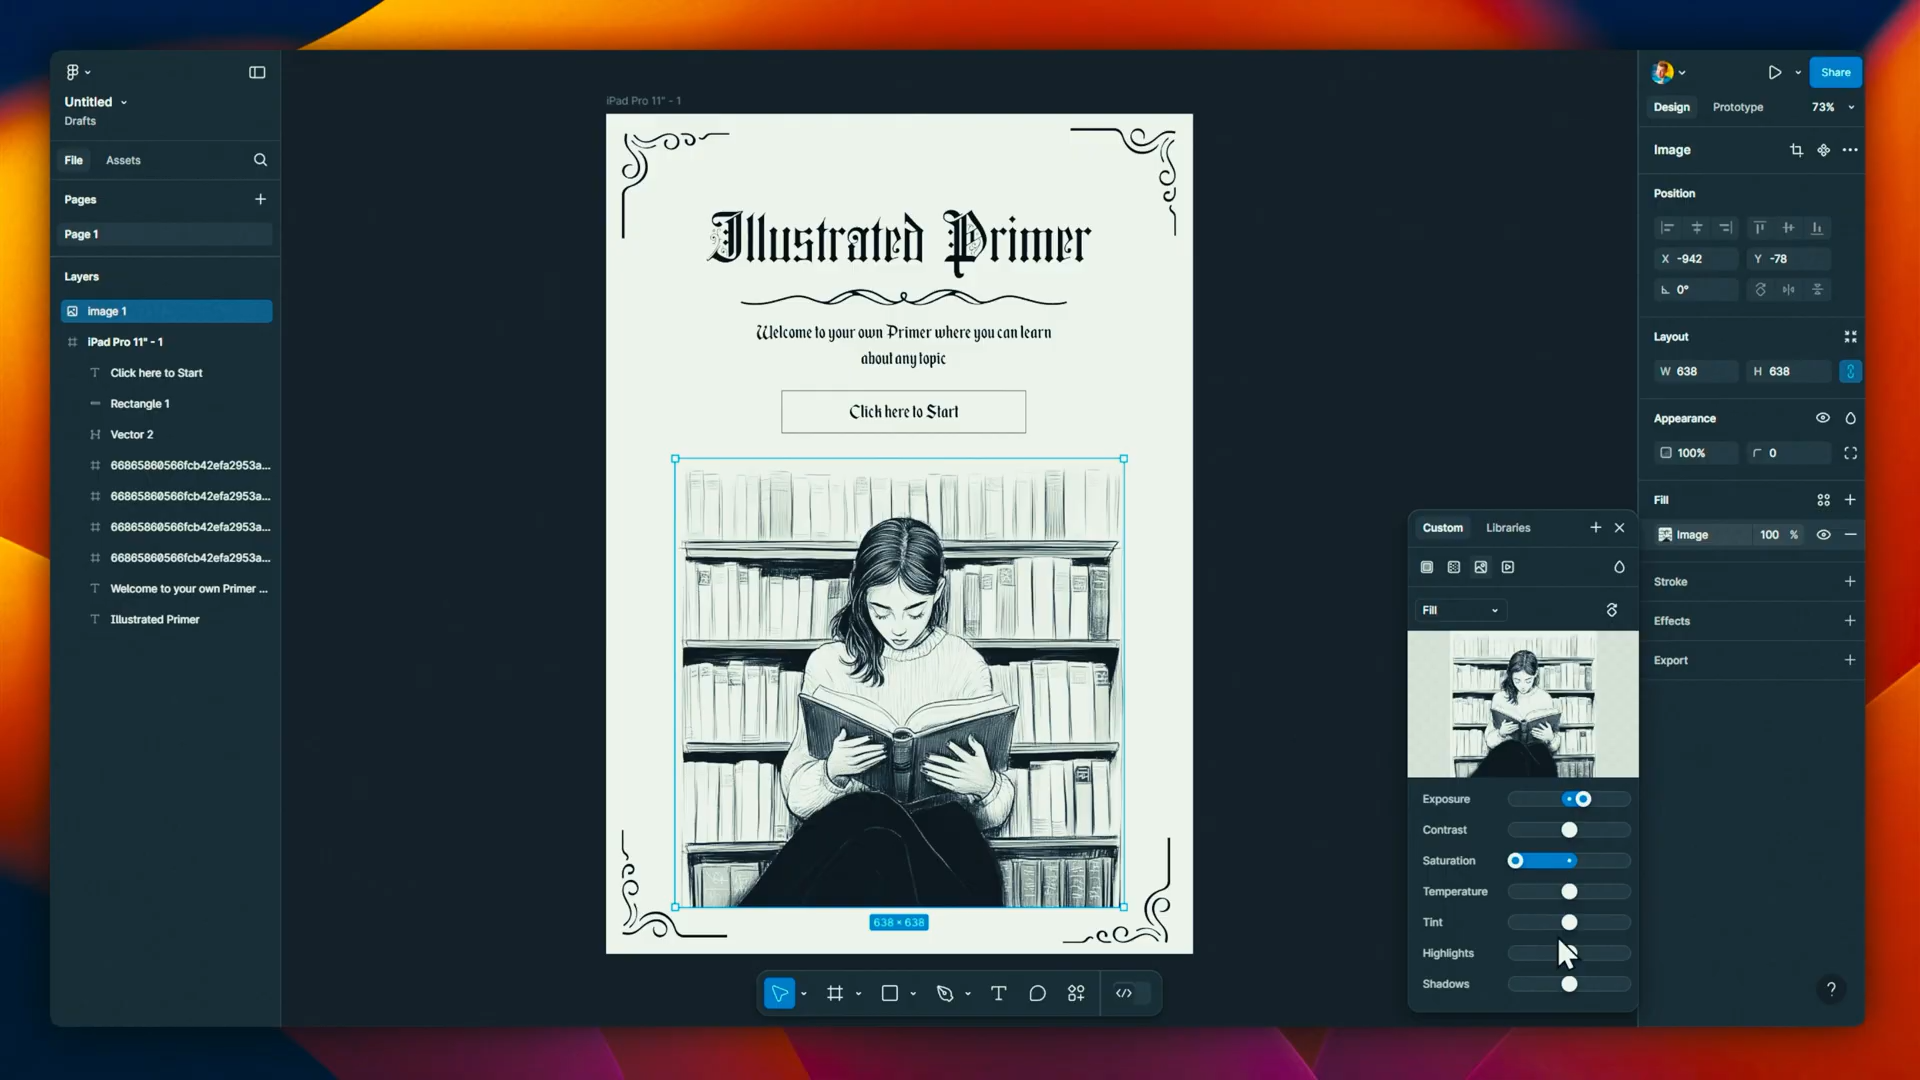 Untitled
Drafts
File
Assets
Pages
Page 1
Layers
Image 1
iPad Pro 11" - 1
Click here to Start
Rectangle 1
Vector 2
66865860566fcb42efa2953a...
66865860566fcb42efa2953a...
66865860566fcb42efa2953a...
66865860566fcb42efa2953a...
Welcome to your own Primer ...
Illustrated Primer
iPad Pro 11" - 1
Illustrated Primer
Welcome to your own Primer where you can learn
about any topic
Click here to Start
638 × 638
Custom
Libraries
Fill
Exposure
Contrast
Saturation
Temperature
Tint
Highlights
Shadows
Share
Design
Prototype
73%
Image
Position
X -942
Y -78
0°
Layout
W 638
H 638
Appearance
100%
0
Fill
Image
100 %
Stroke
Effects
Export
?